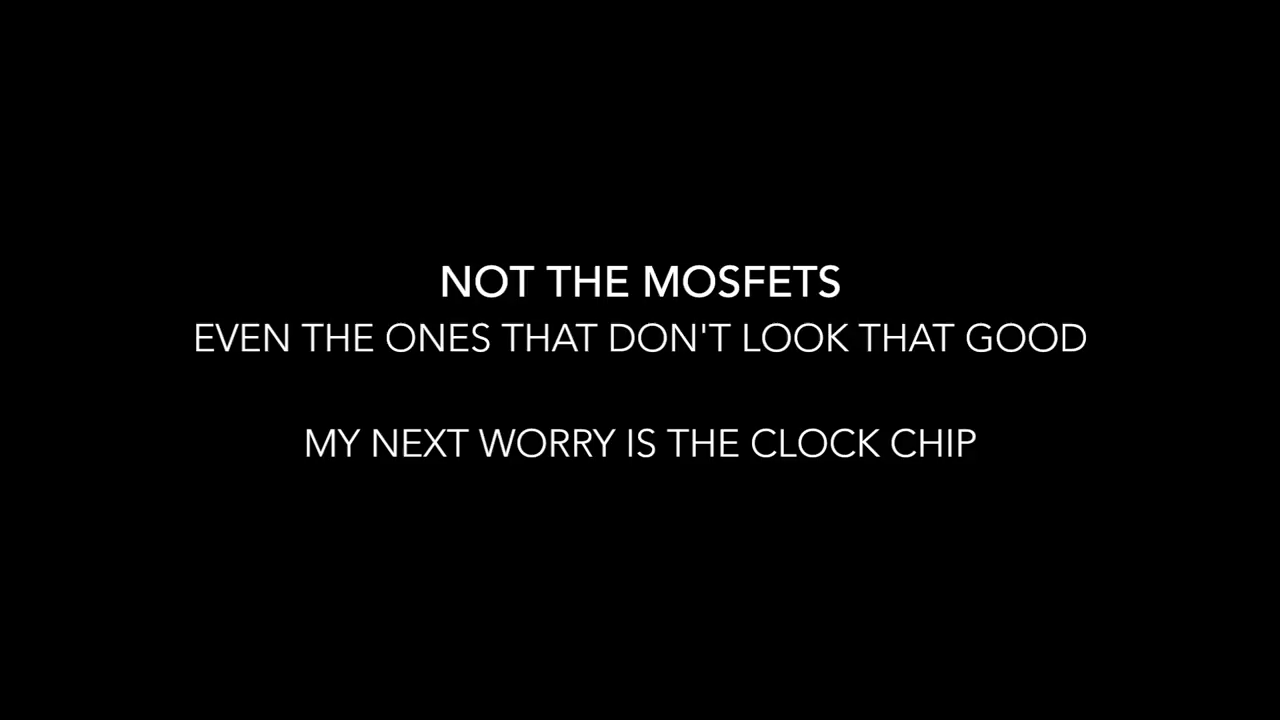 NOT THE MOSFETS
EVEN THE ONES THAT DON'T LOOK THAT GOOD
MY NEXT WORRY IS THE CLOCK CHIP